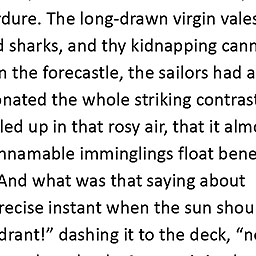 rdure. The long-drawn virgin vales
d sharks, and thy kidnapping cann
n the forecastle, the sailors had a
onated the whole striking contrast
led up in that rosy air, that it almo
nnamable imminglings float bene
And what was that saying about
recise instant when the sun shou
drant!” dashing it to the deck, “n